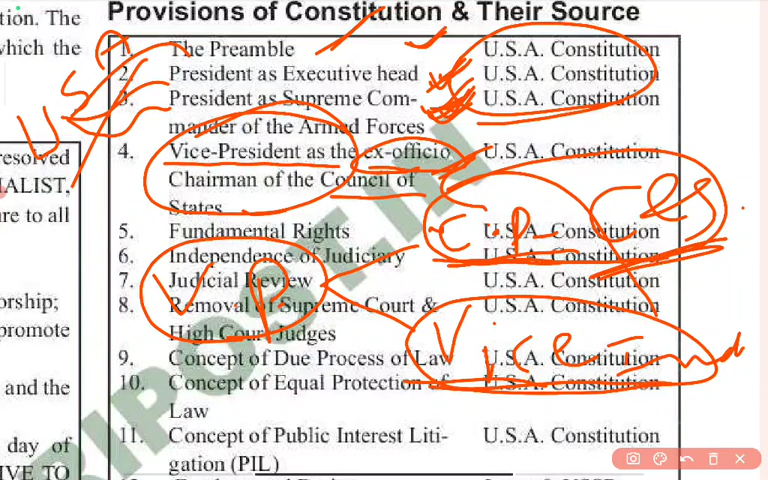 tion. The
which the
Provisions of Constitution & Their Source
1. The Preamble U.S.A. Constitution
2. President as Executive head U.S.A. Constitution
3. President as Supreme Com- U.S.A. Constitution
mander of the Armed Forces
4. Vice-President as the ex-officio U.S.A. Constitution
Chairman of the Council of
States
5. Fundamental Rights U.S.A. Constitution
6. Independence of Judiciary U.S.A. Constitution
7. Judicial Review U.S.A. Constitution
8. Removal of Supreme Court & U.S.A. Constitution
High Court Judges
9. Concept of Due Process of Law U.S.A. Constitution
10. Concept of Equal Protection of U.S.A. Constitution
Law
11. Concept of Public Interest Liti- U.S.A. Constitution
gation (PIL)
resolved
IALIST,
ure to all
orship;
promote
and the
day of
IVE TO
USA
V P
RIPOST.IN